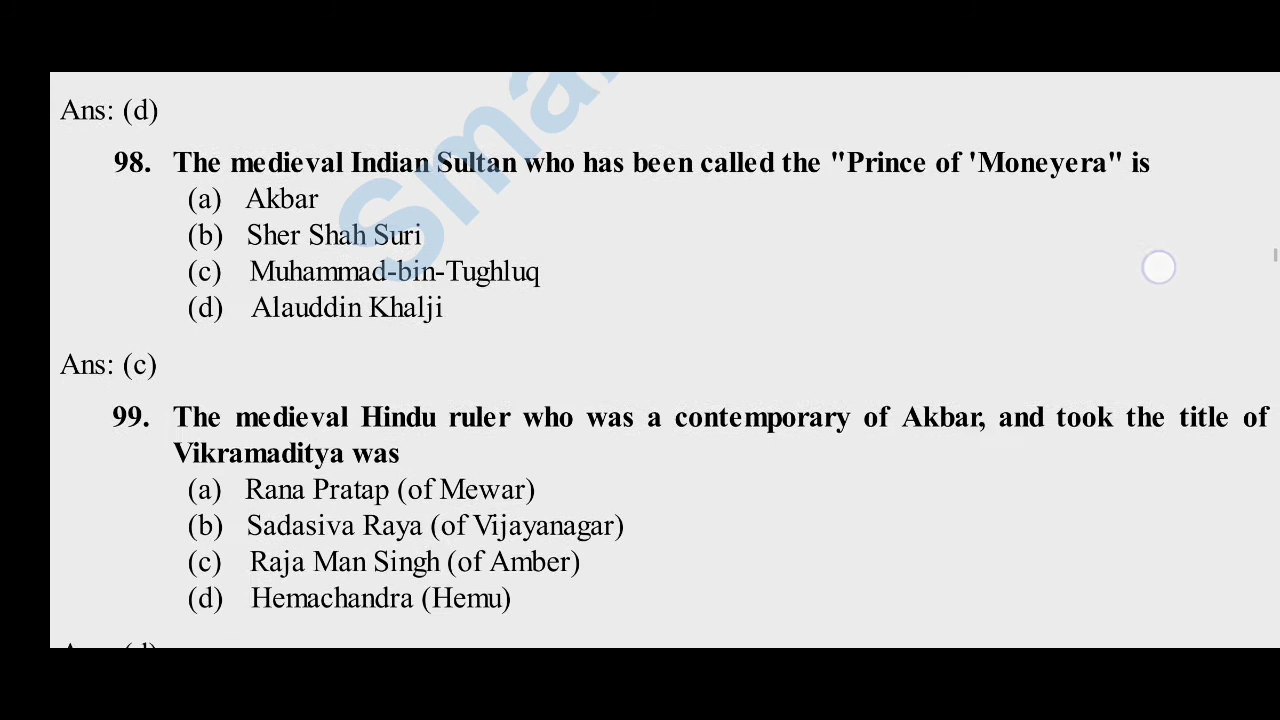 Ans: (d)
98. The medieval Indian Sultan who has been called the "Prince of 'Moneyera" is
(a) Akbar
(b) Sher Shah Suri
(c) Muhammad-bin-Tughluq
(d) Alauddin Khalji
Ans: (c)
99. The medieval Hindu ruler who was a contemporary of Akbar, and took the title of
Vikramaditya was
(a) Rana Pratap (of Mewar)
(b) Sadasiva Raya (of Vijayanagar)
(c) Raja Man Singh (of Amber)
(d) Hemachandra (Hemu)